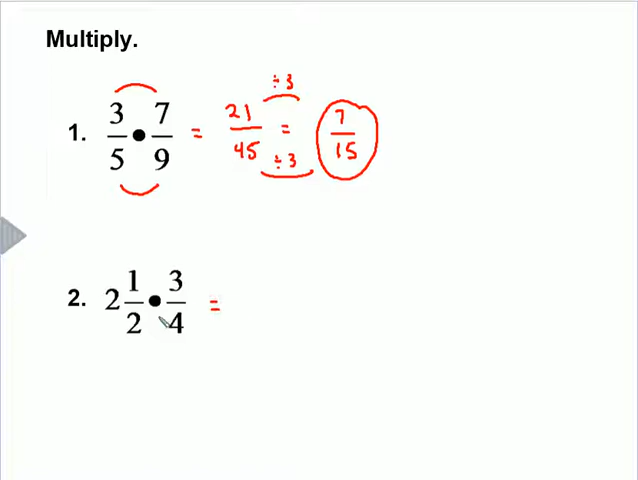 Multiply.
1. 3/5 • 7/9 = 21/45 ÷3 ÷3 = 7/15
2. 2 1/2 • 3/4 =